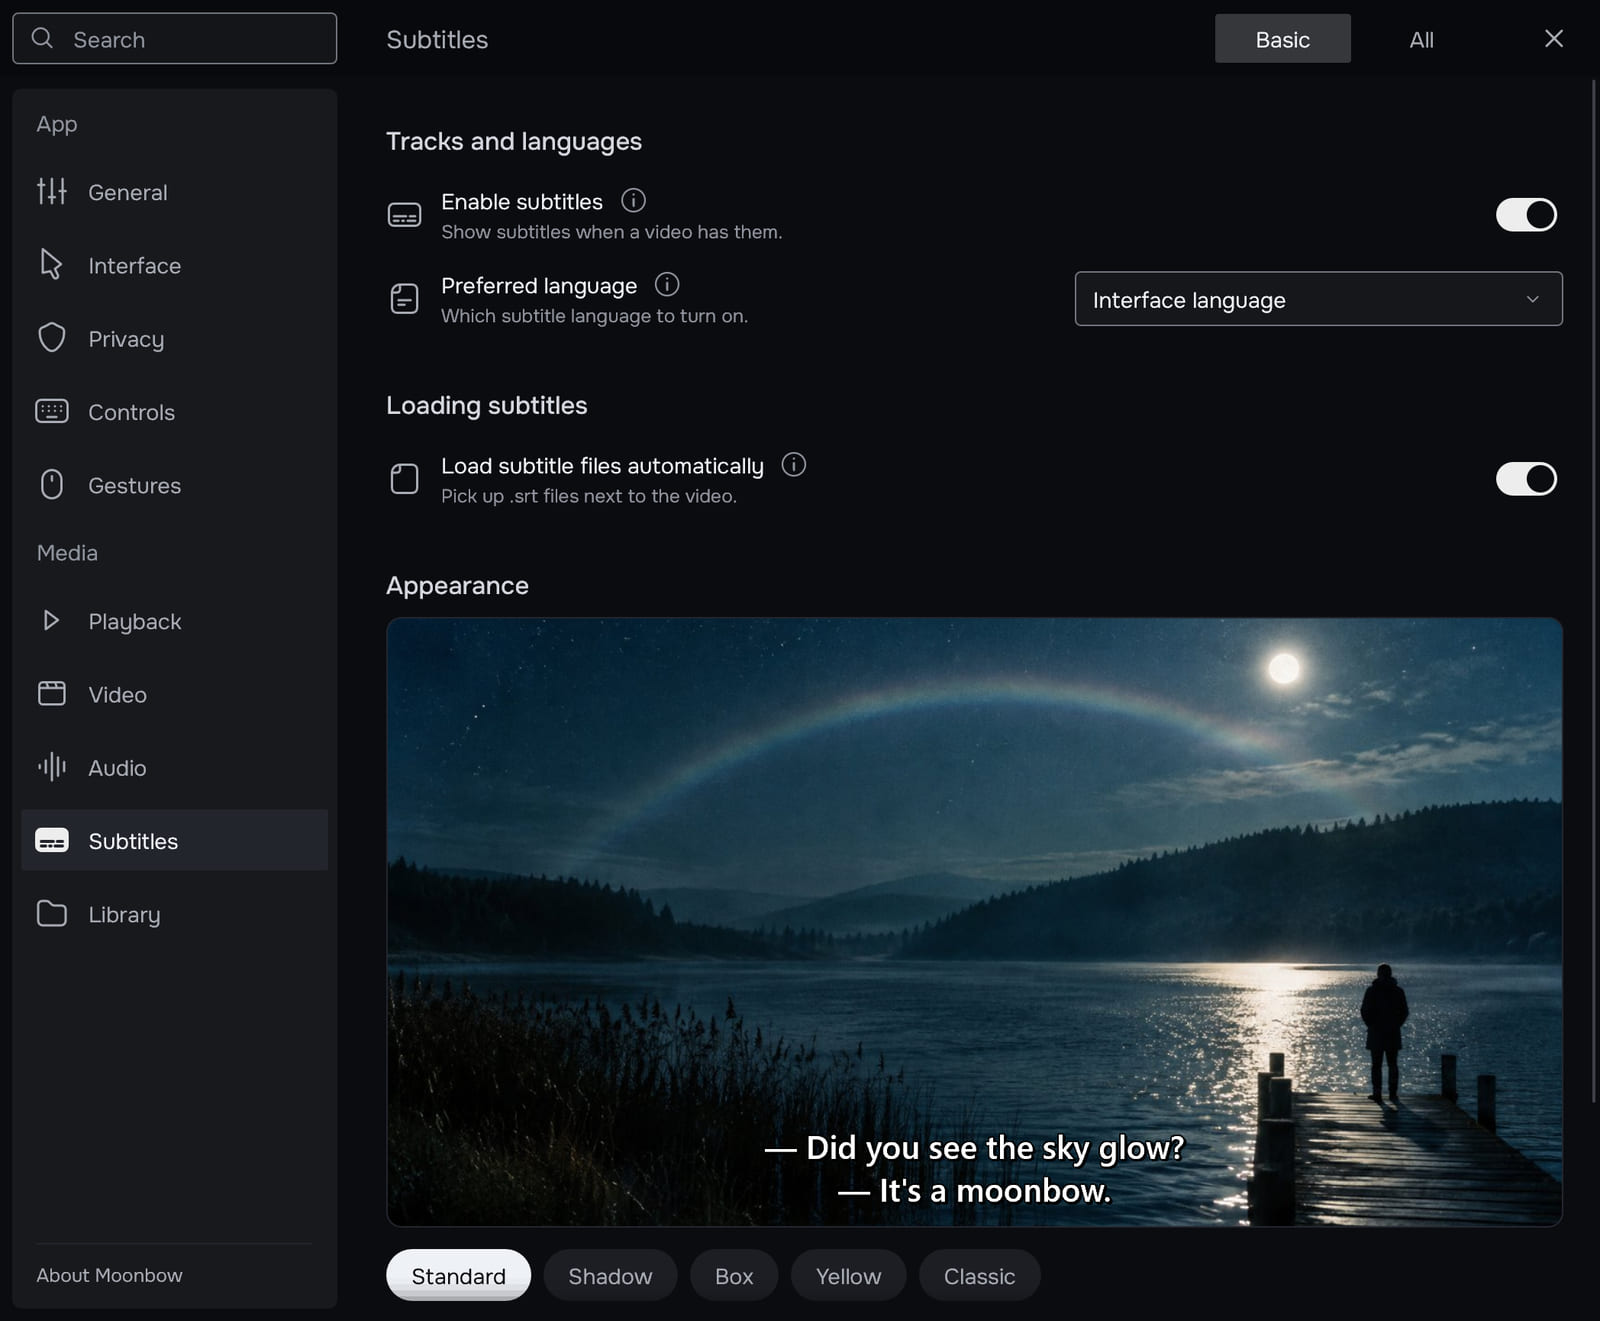 Search
Subtitles
Basic
All
App
General
Interface
Privacy
Controls
Gestures
Media
Playback
Video
Audio
Subtitles
Library
About Moonbow
Tracks and languages
Enable subtitles
Show subtitles when a video has them.
Preferred language
Which subtitle language to turn on.
Interface language
Loading subtitles
Load subtitle files automatically
Pick up .srt files next to the video.
Appearance
— Did you see the sky glow?
— It's a moonbow.
Standard
Shadow
Box
Yellow
Classic